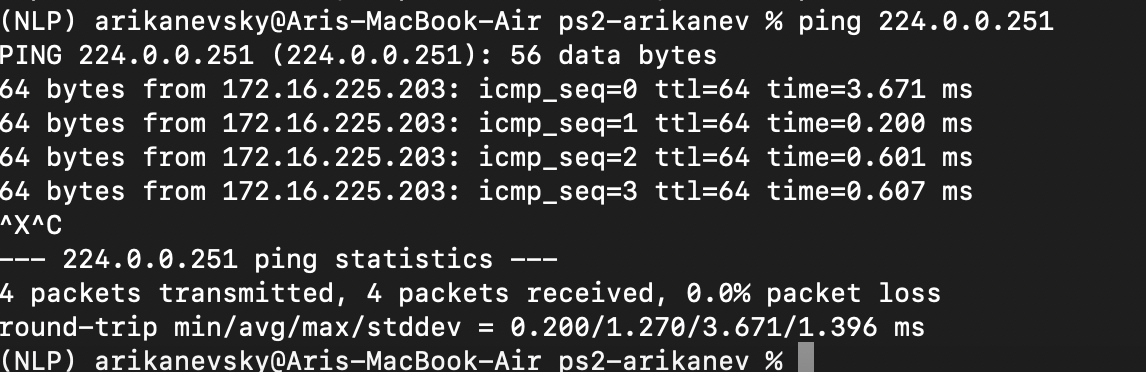 (NLP) arikanevsky@Aris-MacBook-Air ps2-arikanev % ping 224.0.0.251
PING 224.0.0.251 (224.0.0.251): 56 data bytes
64 bytes from 172.16.225.203: icmp_seq=0 ttl=64 time=3.671 ms
64 bytes from 172.16.225.203: icmp_seq=1 ttl=64 time=0.200 ms
64 bytes from 172.16.225.203: icmp_seq=2 ttl=64 time=0.601 ms
64 bytes from 172.16.225.203: icmp_seq=3 ttl=64 time=0.607 ms
^X^C
--- 224.0.0.251 ping statistics ---
4 packets transmitted, 4 packets received, 0.0% packet loss
round-trip min/avg/max/stddev = 0.200/1.270/3.671/1.396 ms
(NLP) arikanevsky@Aris-MacBook-Air ps2-arikanev %